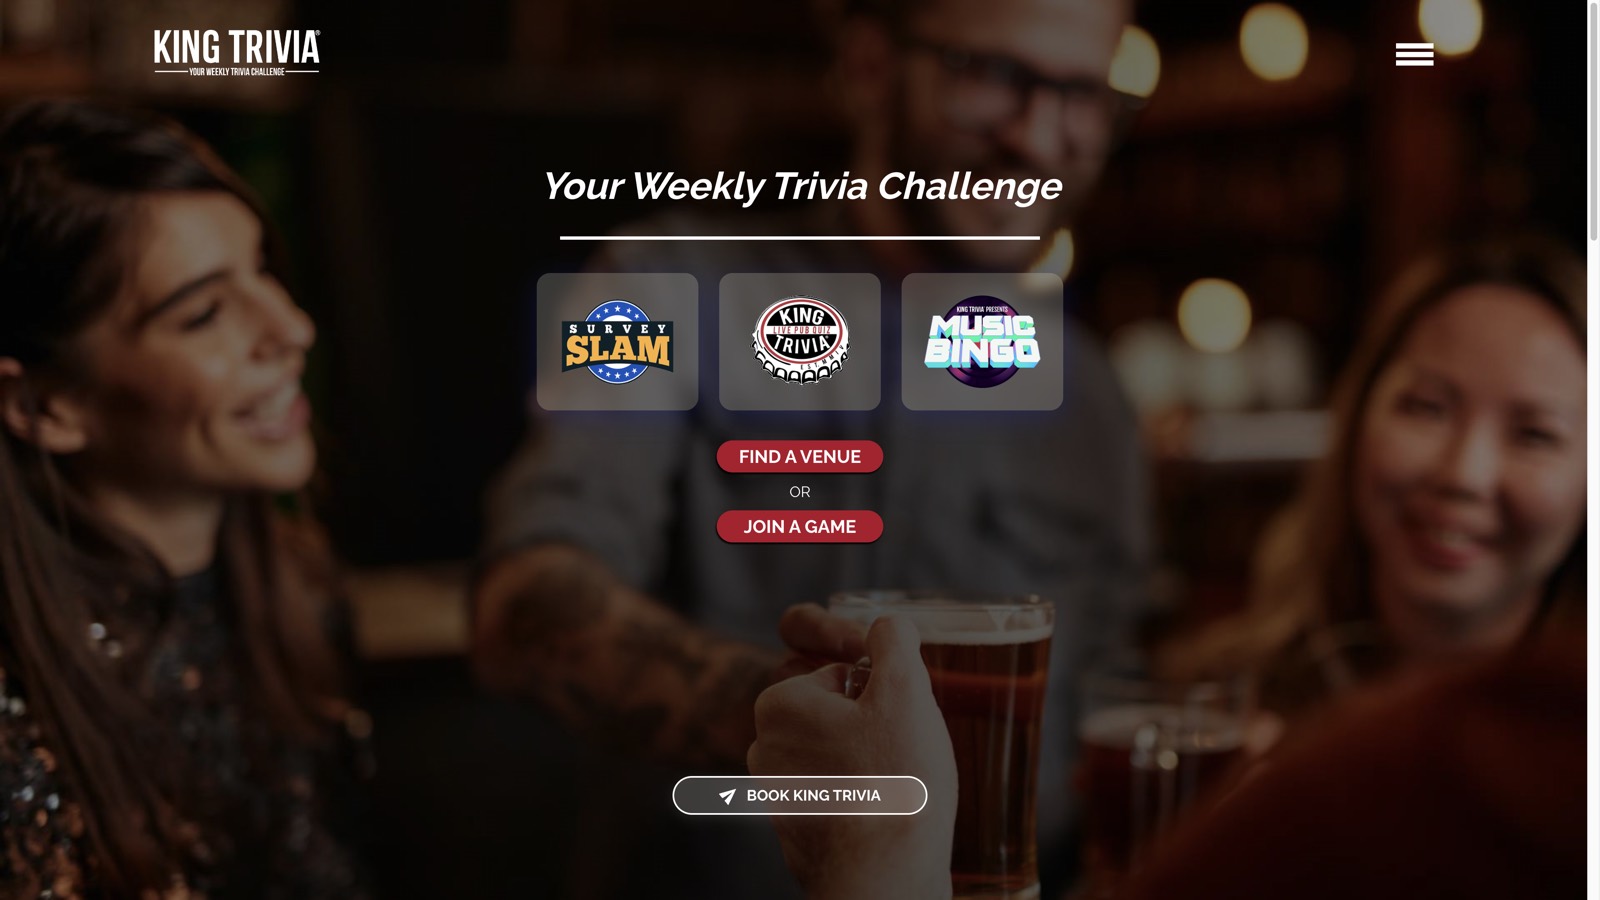 KING TRIVIA®
YOUR WEEKLY TRIVIA CHALLENGE
Your Weekly Trivia Challenge
SURVEY
SLAM
KING
LIVE PUB QUIZ
TRIVIA
KING TRIVIA PRESENTS
MUSIC
BINGO
FIND A VENUE
OR
JOIN A GAME
BOOK KING TRIVIA